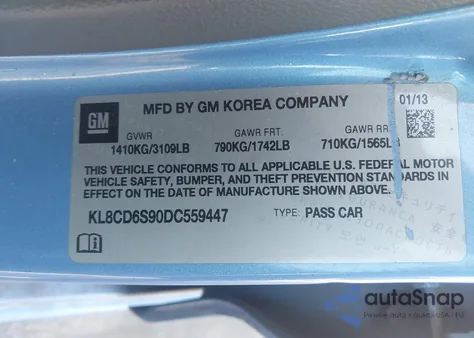 GM
MFD BY GM KOREA COMPANY
01/13
GVWR GAWR FRT. GAWR RR.
1410KG/3109LB 790KG/1742LB 710KG/1565LB
THIS VEHICLE CONFORMS TO ALL APPLICABLE U.S. FEDERAL MOTOR
VEHICLE SAFETY, BUMPER, AND THEFT PREVENTION STANDARDS IN
EFFECT ON THE DATE OF MANUFACTURE SHOWN ABOVE.
KL8CD6S90DC559447 TYPE: PASS CAR
i
autoSnap